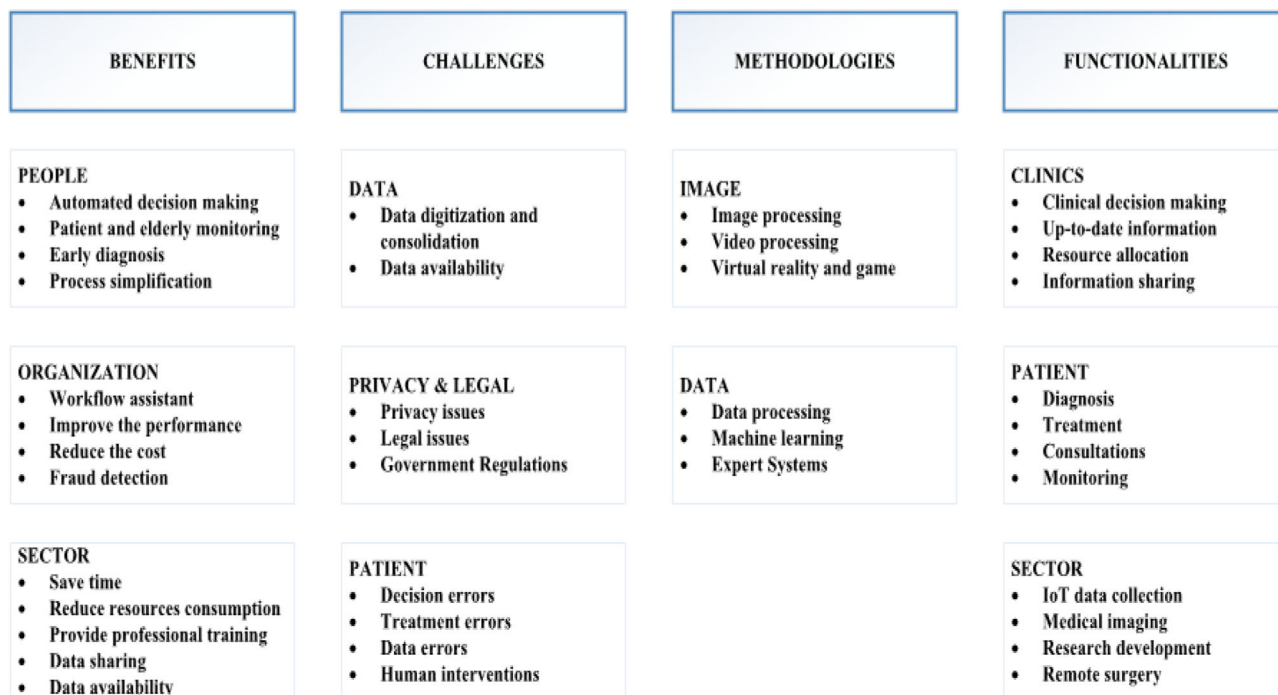 BENEFITS
CHALLENGES
METHODOLOGIES
FUNCTIONALITIES
PEOPLE
• Automated decision making
• Patient and elderly monitoring
• Early diagnosis
• Process simplification
DATA
• Data digitization and
consolidation
• Data availability
IMAGE
• Image processing
• Video processing
• Virtual reality and game
CLINICS
• Clinical decision making
• Up-to-date information
• Resource allocation
• Information sharing
ORGANIZATION
• Workflow assistant
• Improve the performance
• Reduce the cost
• Fraud detection
PRIVACY & LEGAL
• Privacy issues
• Legal issues
• Government Regulations
DATA
• Data processing
• Machine learning
• Expert Systems
PATIENT
• Diagnosis
• Treatment
• Consultations
• Monitoring
SECTOR
• Save time
• Reduce resources consumption
• Provide professional training
• Data sharing
• Data availability
PATIENT
• Decision errors
• Treatment errors
• Data errors
• Human interventions
SECTOR
• IoT data collection
• Medical imaging
• Research development
• Remote surgery